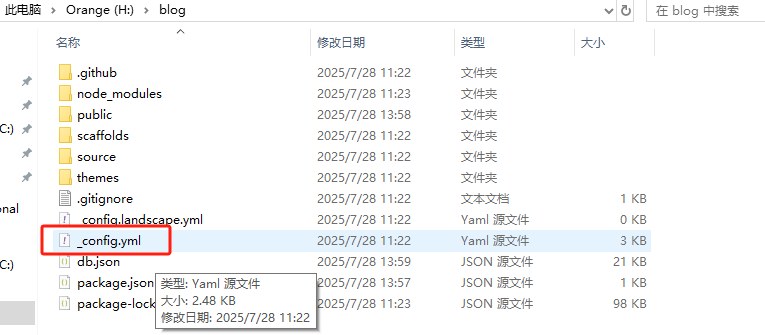 此电脑 > Orange (H:) > blog
在 blog 中搜索
名称 修改日期 类型 大小
.github 2025/7/28 11:22 文件夹
node_modules 2025/7/28 11:23 文件夹
public 2025/7/28 13:58 文件夹
C:) scaffolds 2025/7/28 11:22 文件夹
source 2025/7/28 11:22 文件夹
themes 2025/7/28 11:22 文件夹
.gitignore 2025/7/28 11:22 文本文档 1 KB
onal _config.landscape.yml 2025/7/28 11:22 Yaml 源文件 0 KB
_config.yml 2025/7/28 11:22 Yaml 源文件 3 KB
C:) db.json 2025/7/28 13:59 JSON 源文件 21 KB
package.json 2025/7/28 13:57 JSON 源文件 1 KB
package-lock 2025/7/28 11:23 JSON 源文件 98 KB
类型: Yaml 源文件
大小: 2.48 KB
修改日期: 2025/7/28 11:22